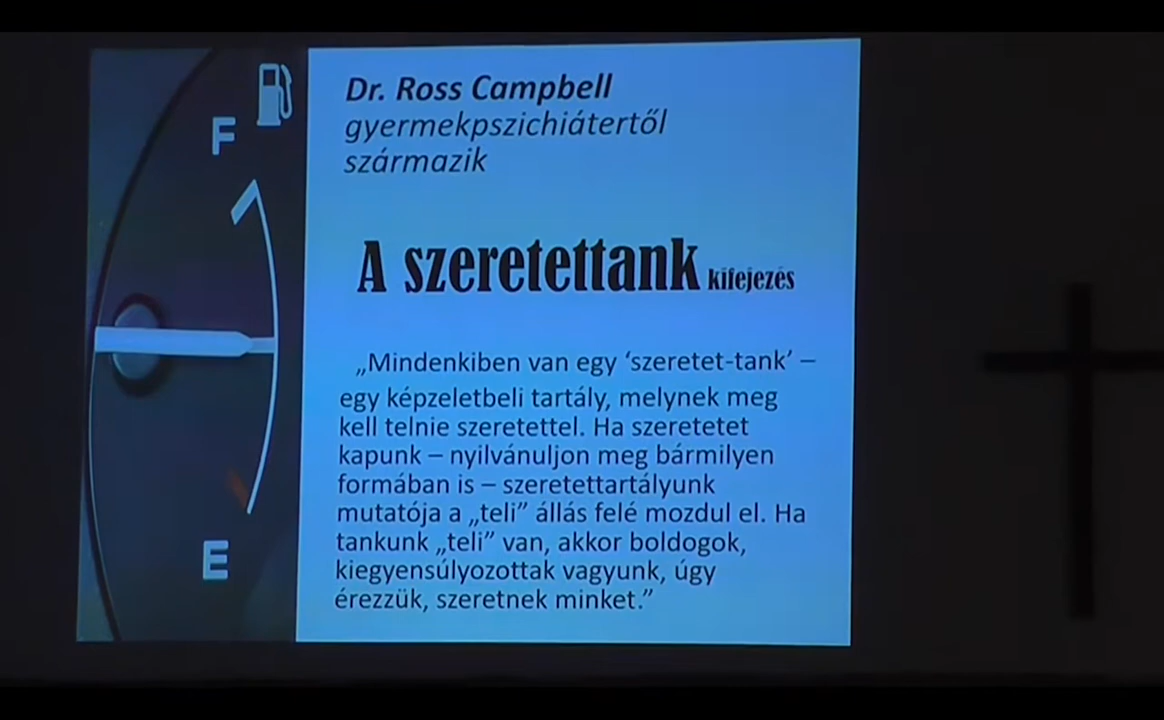 F
E
Dr. Ross Campbell
gyermekpszichiátertől
származik
A szeretettank kifejezés
„Mindenkiben van egy ‘szeretet-tank’ –
egy képzeletbeli tartály, melynek meg
kell telnie szeretettel. Ha szeretetet
kapunk – nyilvánuljon meg bármilyen
formában is – szeretettartályunk
mutatója a „teli” állás felé mozdul el. Ha
tankunk „teli” van, akkor boldogok,
kiegyensúlyozottak vagyunk, úgy
érezzük, szeretnek minket.”